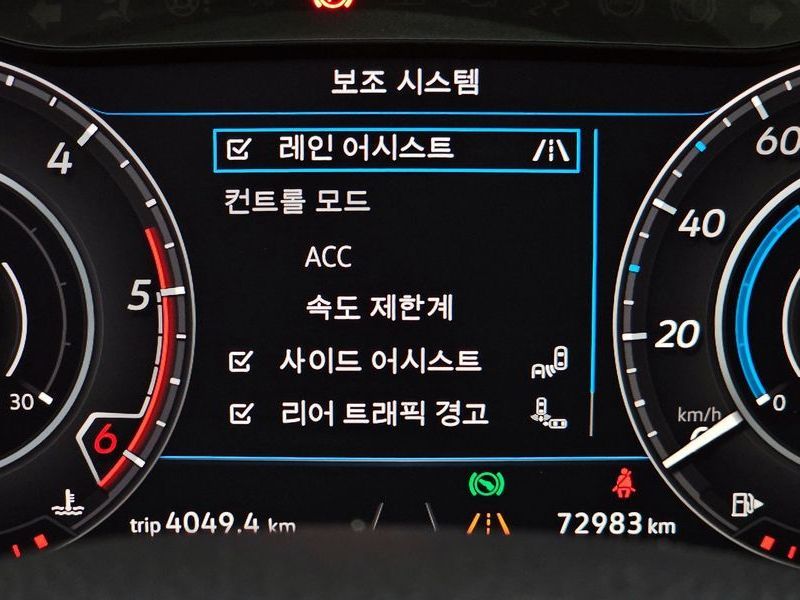 보조 시스템
레인 어시스트
컨트롤 모드
ACC
속도 제한계
사이드 어시스트
리어 트래픽 경고
4
5
6
30
60
40
20
0
km/h
trip 4049.4 km
72983 km